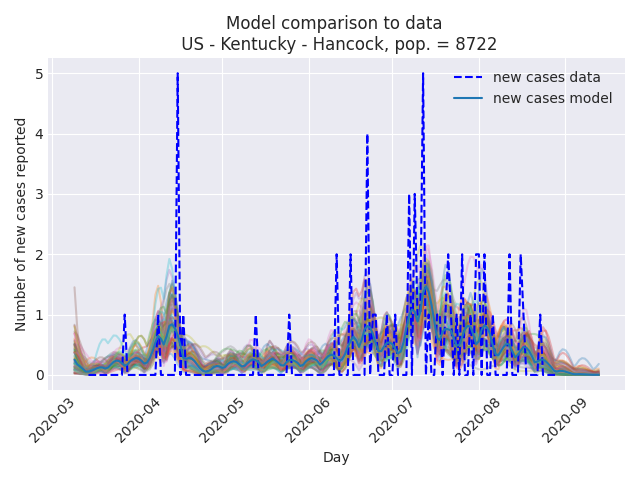 Model comparison to data
US - Kentucky - Hancock, pop. = 8722
new cases data
new cases model
Number of new cases reported
5
4
3
2
1
0
2020-03
2020-04
2020-05
2020-06
2020-07
2020-08
2020-09
Day